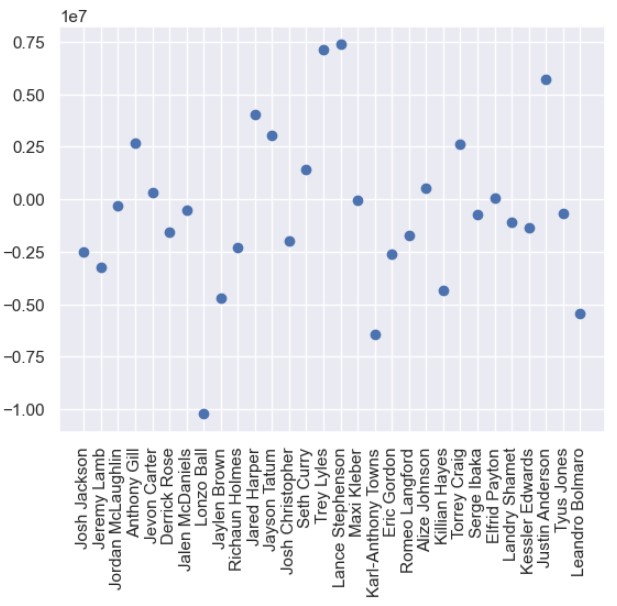 1e7
0.75
0.50
0.25
0.00
−0.25
−0.50
−0.75
−1.00
Josh Jackson
Jeremy Lamb
Jordan McLaughlin
Anthony Gill
Jevon Carter
Derrick Rose
Jalen McDaniels
Lonzo Ball
Jaylen Brown
Richaun Holmes
Jared Harper
Jayson Tatum
Josh Christopher
Seth Curry
Trey Lyles
Lance Stephenson
Maxi Kleber
Karl-Anthony Towns
Eric Gordon
Romeo Langford
Alize Johnson
Killian Hayes
Torrey Craig
Serge Ibaka
Elfrid Payton
Landry Shamet
Kessler Edwards
Justin Anderson
Tyus Jones
Leandro Bolmaro